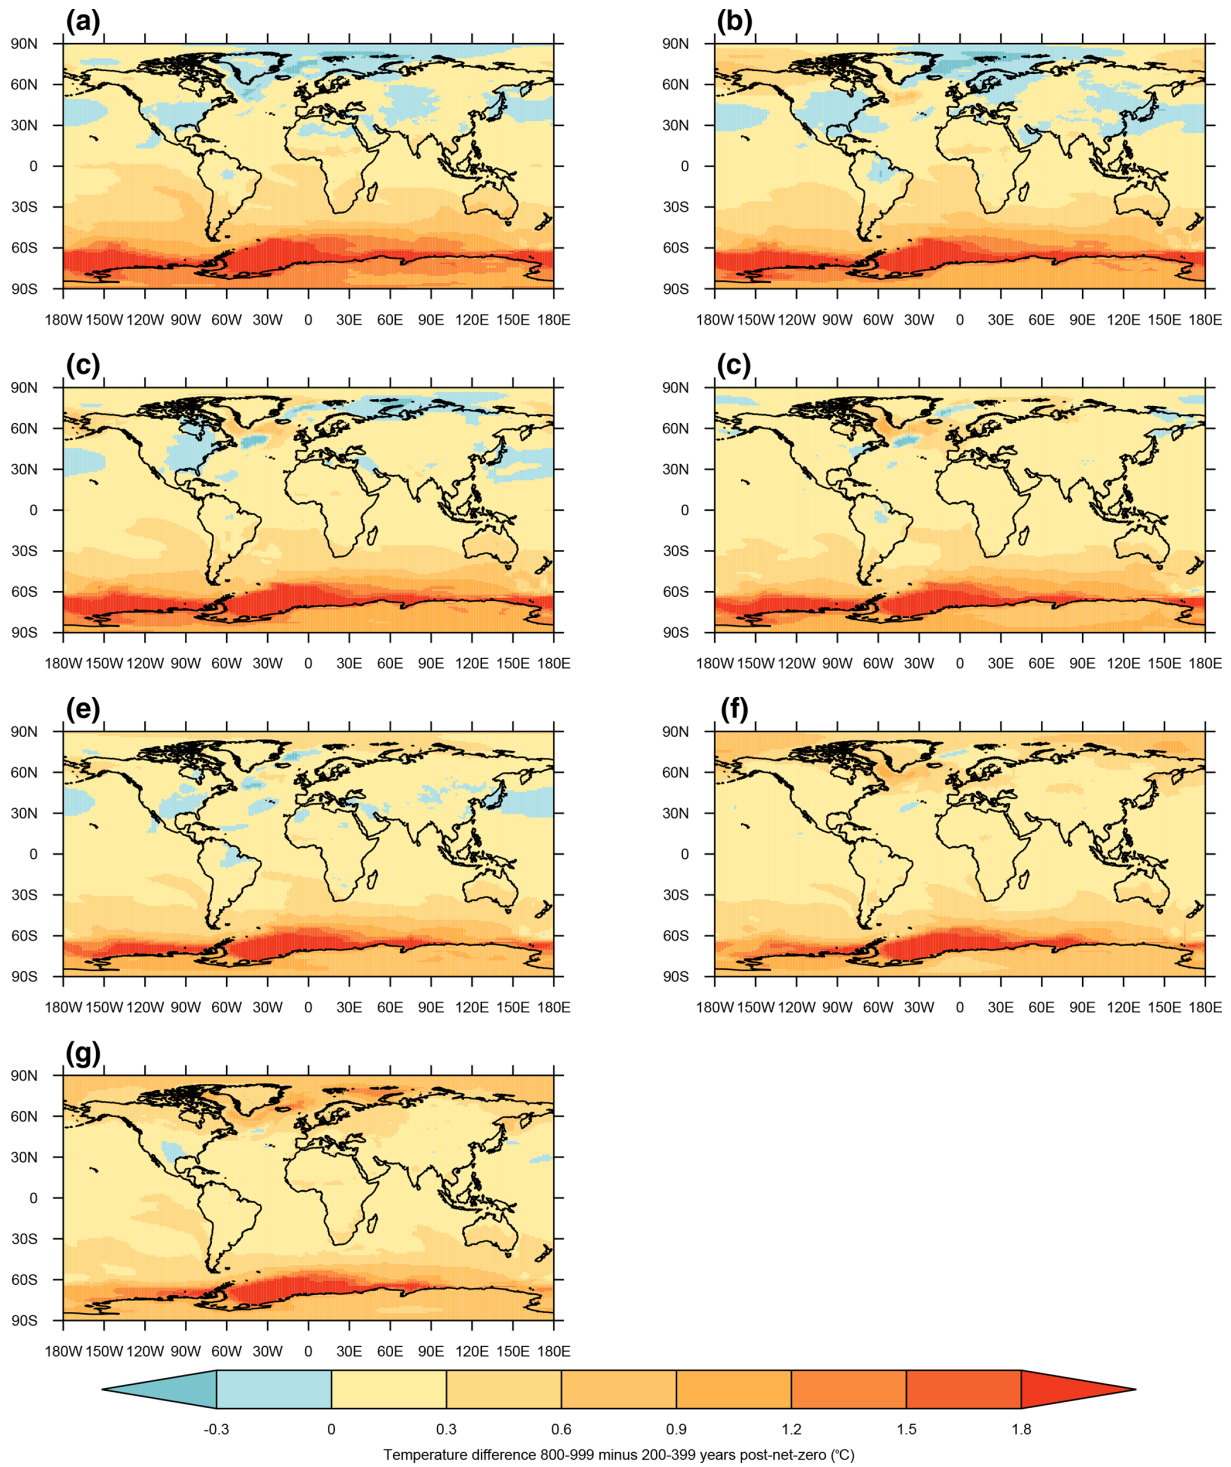 (a)
90N
60N
30N
0
30S
60S
90S
180W 150W 120W 90W 60W 30W 0 30E 60E 90E 120E 150E 180E
(b)
90N
60N
30N
0
30S
60S
90S
180W 150W 120W 90W 60W 30W 0 30E 60E 90E 120E 150E 180E
(c)
90N
60N
30N
0
30S
60S
90S
180W 150W 120W 90W 60W 30W 0 30E 60E 90E 120E 150E 180E
(c)
90N
60N
30N
0
30S
60S
90S
180W 150W 120W 90W 60W 30W 0 30E 60E 90E 120E 150E 180E
(e)
90N
60N
30N
0
30S
60S
90S
180W 150W 120W 90W 60W 30W 0 30E 60E 90E 120E 150E 180E
(f)
90N
60N
30N
0
30S
60S
90S
180W 150W 120W 90W 60W 30W 0 30E 60E 90E 120E 150E 180E
(g)
90N
60N
30N
0
30S
60S
90S
180W 150W 120W 90W 60W 30W 0 30E 60E 90E 120E 150E 180E
-0.3 0 0.3 0.6 0.9 1.2 1.5 1.8
Temperature difference 800-999 minus 200-399 years post-net-zero (°C)